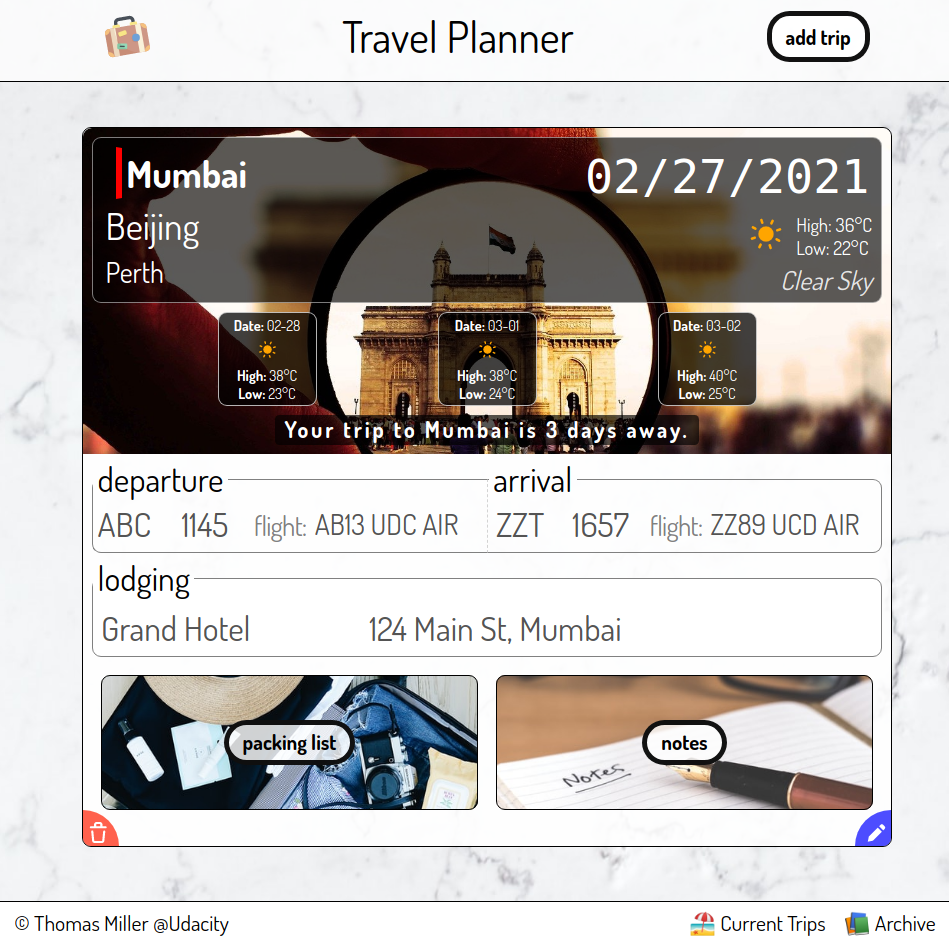 Travel Planner
add trip
Mumbai
02/27/2021
Beijing
High: 36°C
Low: 22°C
Perth
Clear Sky
Date: 02-28
High: 38°C
Low: 23°C
Date: 03-01
High: 38°C
Low: 24°C
Date: 03-02
High: 40°C
Low: 25°C
Your trip to Mumbai is 3 days away.
departure
ABC 1145 flight: AB13 UDC AIR
arrival
ZZT 1657 flight: ZZ89 UCD AIR
lodging
Grand Hotel 124 Main St, Mumbai
packing list
notes
Notes
© Thomas Miller @Udacity
Current Trips
Archive